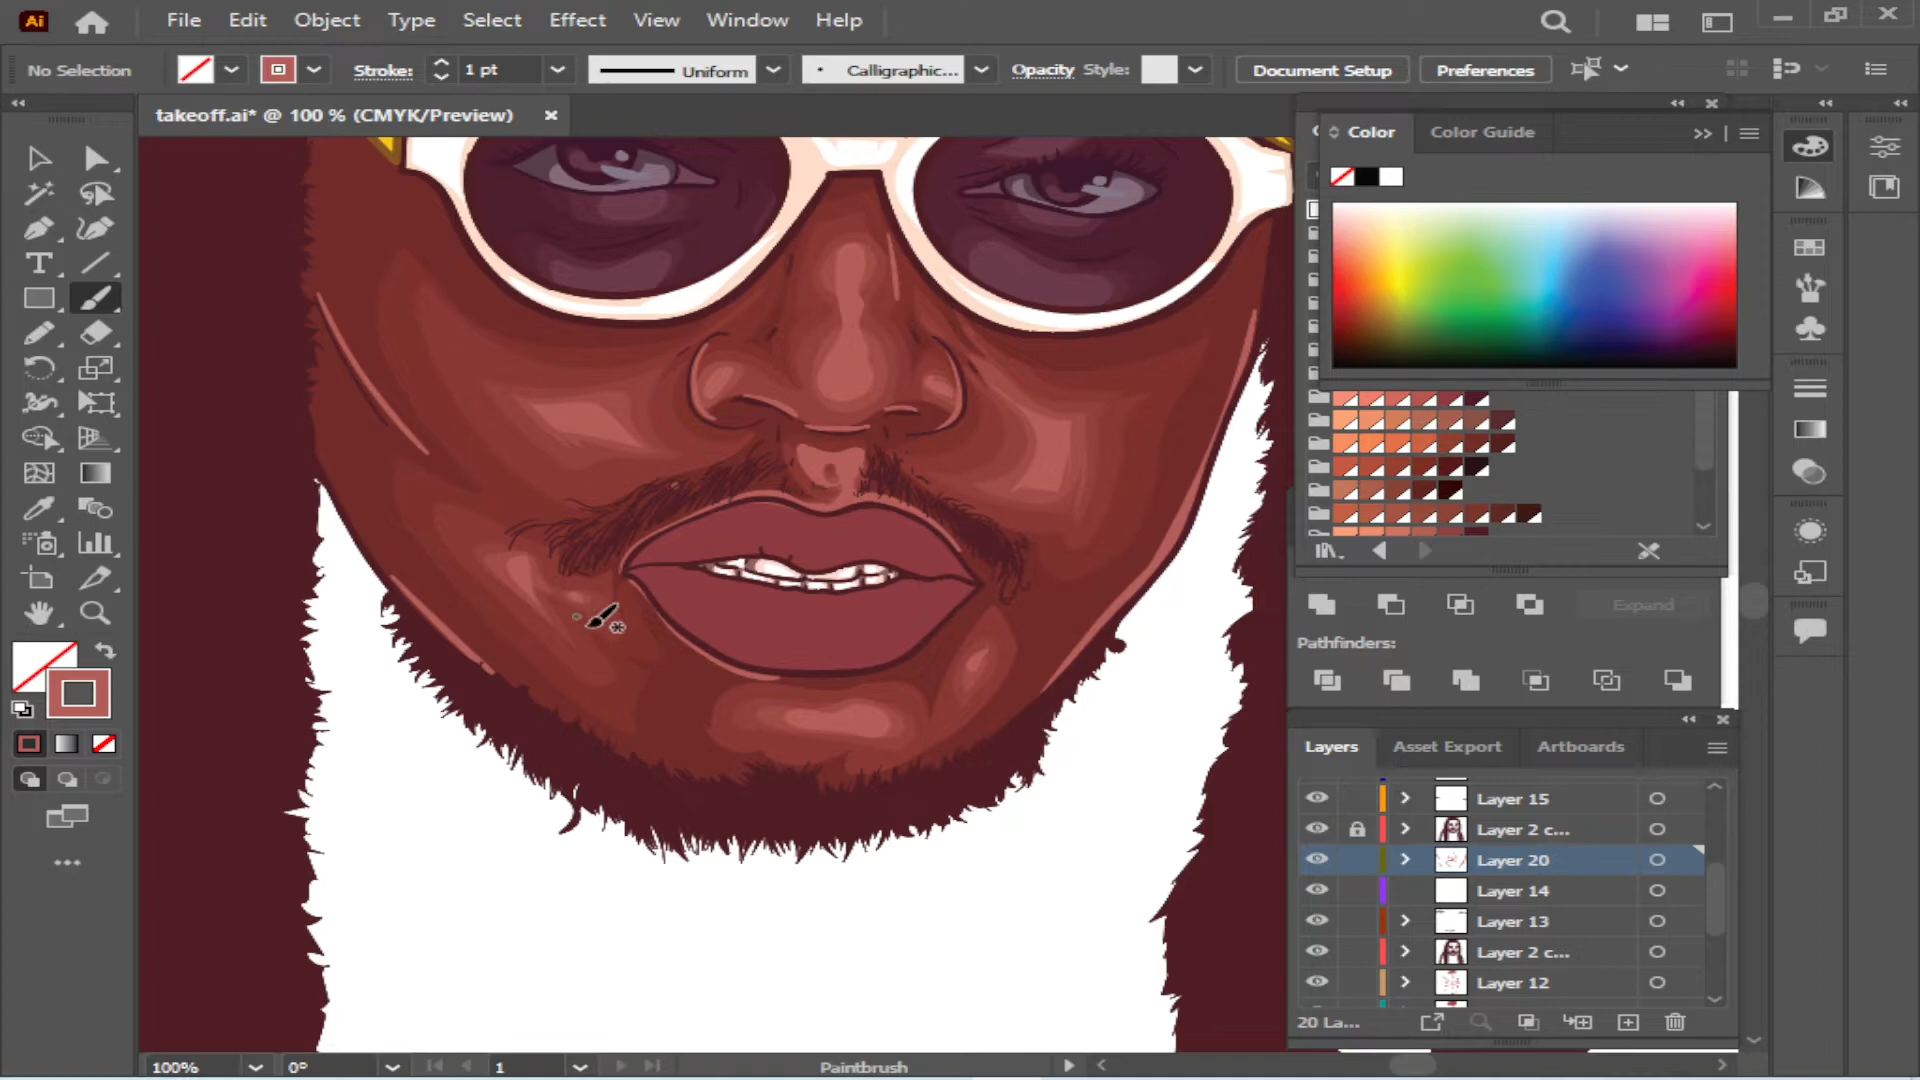 Ai File Edit Object Type Select Effect View Window Help
No Selection Stroke: 1 pt Uniform Calligraphic... Opacity Style: Document Setup Preferences
takeoff.ai* @ 100 % (CMYK/Preview)
Color Color Guide
Expand
Pathfinders:
Layers Asset Export Artboards
Layer 15
Layer 2 c...
Layer 20
Layer 14
Layer 13
Layer 2 c...
Layer 12
20 La...
100% 0° 1 Paintbrush